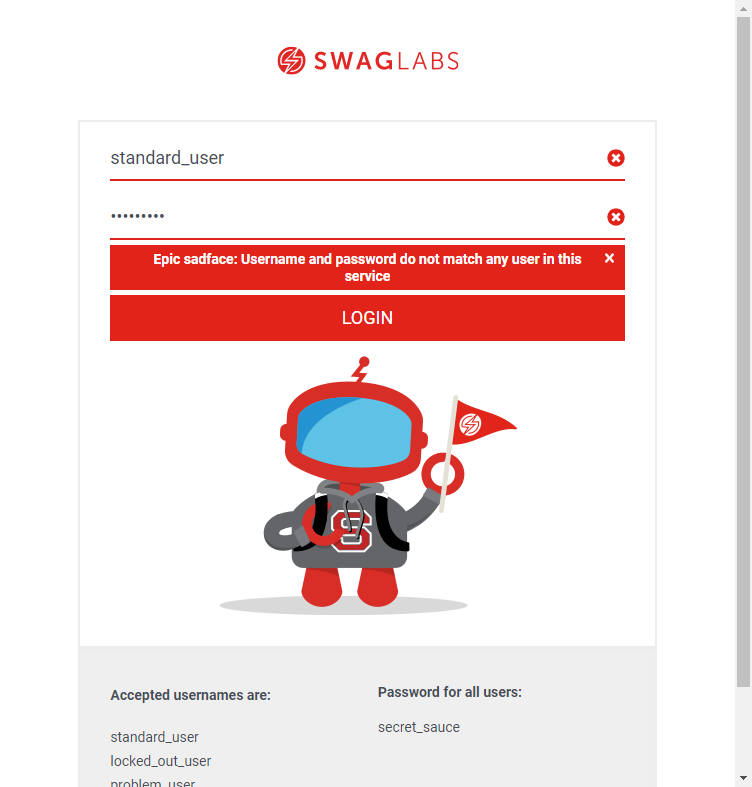 SWAGLABS
standard_user
•••••••••
Epic sadface: Username and password do not match any user in this
service
LOGIN
S
Accepted usernames are:
standard_user
locked_out_user
problem_user
Password for all users:
secret_sauce